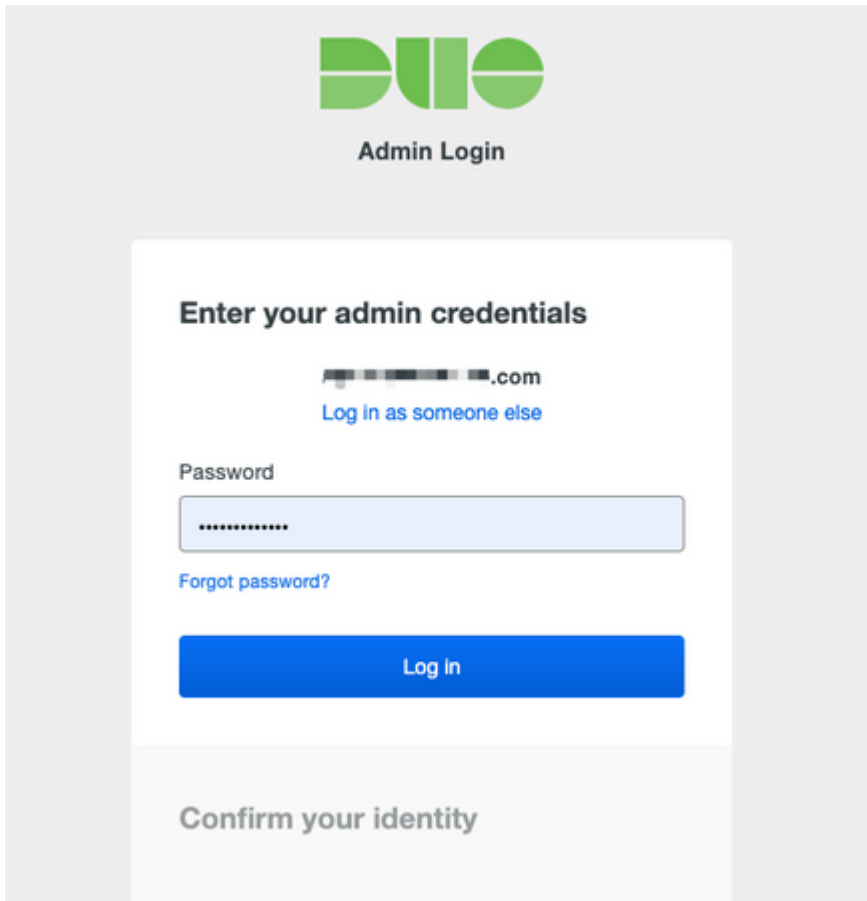 DUO
Admin Login
Enter your admin credentials
.com
Log in as someone else
Password
•••••••••••••
Forgot password?
Log in
Confirm your identity